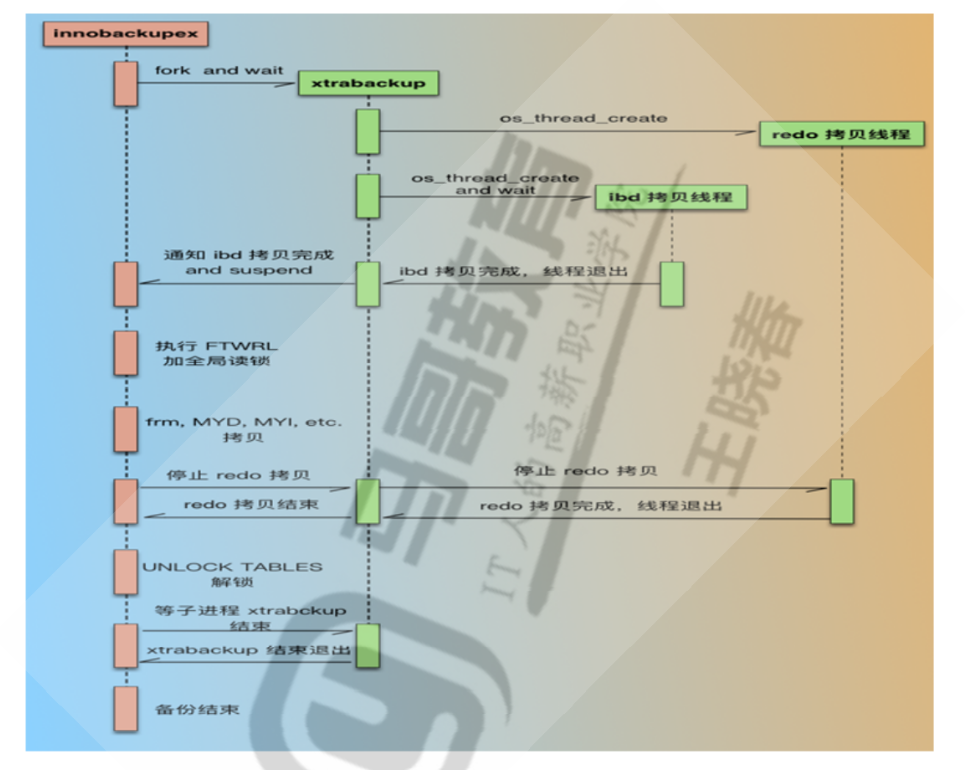 innobackupex
fork and wait
xtrabackup
os_thread_create
redo 拷贝线程
os_thread_create
and wait
ibd 拷贝线程
通知 ibd 拷贝完成
and suspend
ibd 拷贝完成，线程退出
执行 FTWRL
加全局读锁
frm, MYD, MYI, etc.
拷贝
停止 redo 拷贝
停止 redo 拷贝
redo 拷贝结束
redo 拷贝完成，线程退出
UNLOCK TABLES
解锁
等子进程 xtrabckup
结束
xtrabackup 结束退出
备份结束
马哥教育
IT人的高薪职业学院
王晓春